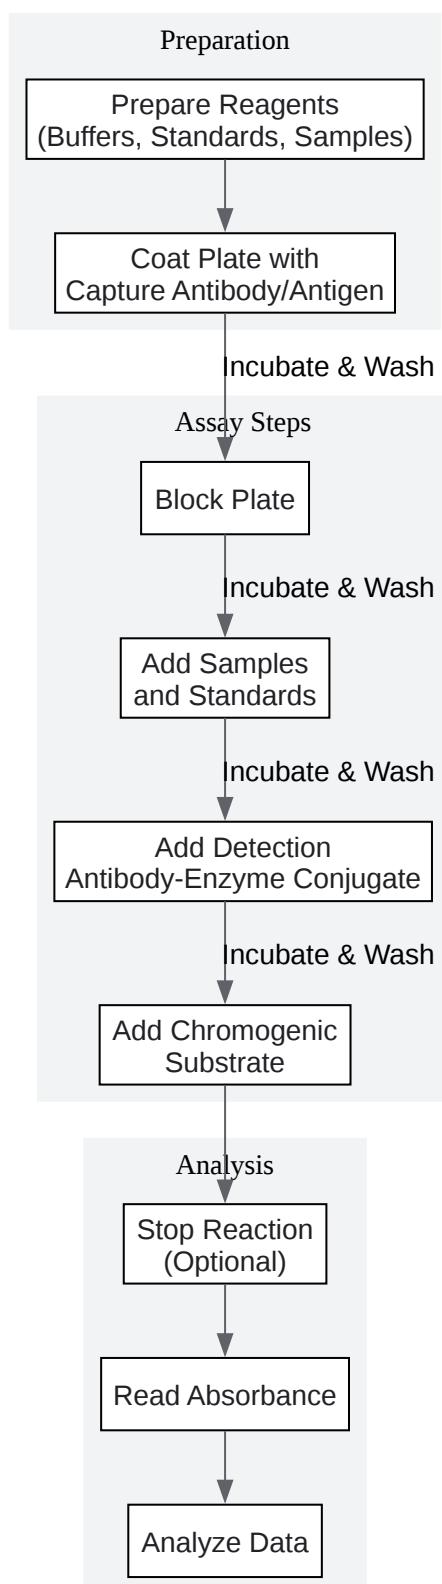 Preparation
Prepare Reagents
(Buffers, Standards, Samples)
Coat Plate with
Capture Antibody/Antigen
Incubate & Wash
Assay Steps
Block Plate
Incubate & Wash
Add Samples
and Standards
Incubate & Wash
Add Detection
Antibody-Enzyme Conjugate
Incubate & Wash
Add Chromogenic
Substrate
Analysis
Stop Reaction
(Optional)
Read Absorbance
Analyze Data